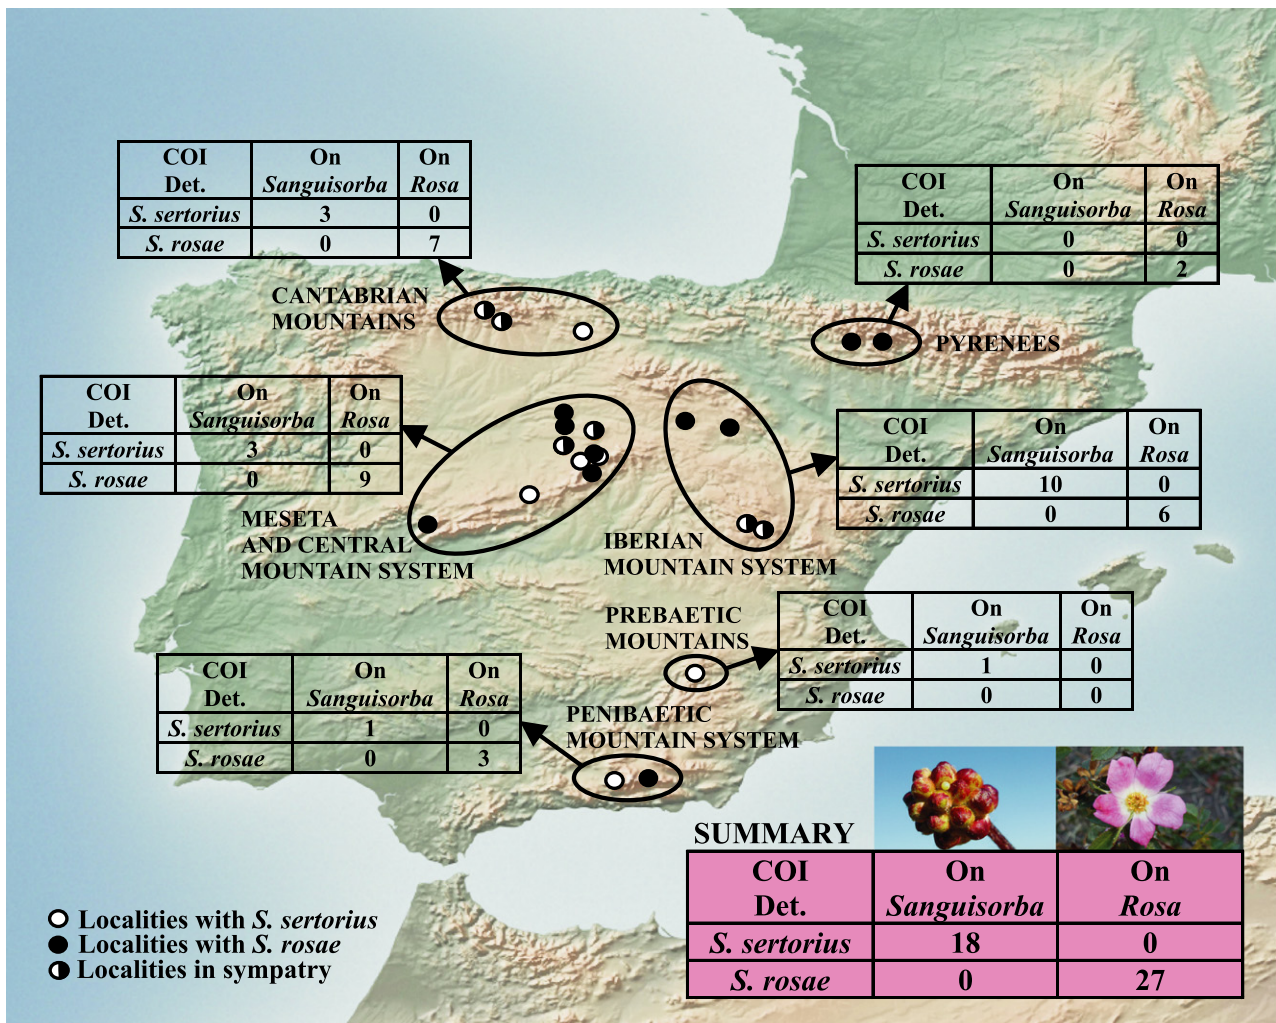 COI On On
Det. Sanguisorba Rosa
S. sertorius 3 0
S. rosae 0 7
COI On On
Det. Sanguisorba Rosa
S. sertorius 0 0
S. rosae 0 2
CANTABRIAN
MOUNTAINS
PYRENEES
COI On On
Det. Sanguisorba Rosa
S. sertorius 3 0
S. rosae 0 9
COI On On
Det. Sanguisorba Rosa
S. sertorius 10 0
S. rosae 0 6
MESETA
AND CENTRAL
MOUNTAIN SYSTEM
IBERIAN
MOUNTAIN SYSTEM
PREBAETIC
MOUNTAINS
COI On On
Det. Sanguisorba Rosa
S. sertorius 1 0
S. rosae 0 0
COI On On
Det. Sanguisorba Rosa
S. sertorius 1 0
S. rosae 0 3
PENIBAETIC
MOUNTAIN SYSTEM
SUMMARY
COI On On
Det. Sanguisorba Rosa
S. sertorius 18 0
S. rosae 0 27
Localities with S. sertorius
Localities with S. rosae
Localities in sympatry